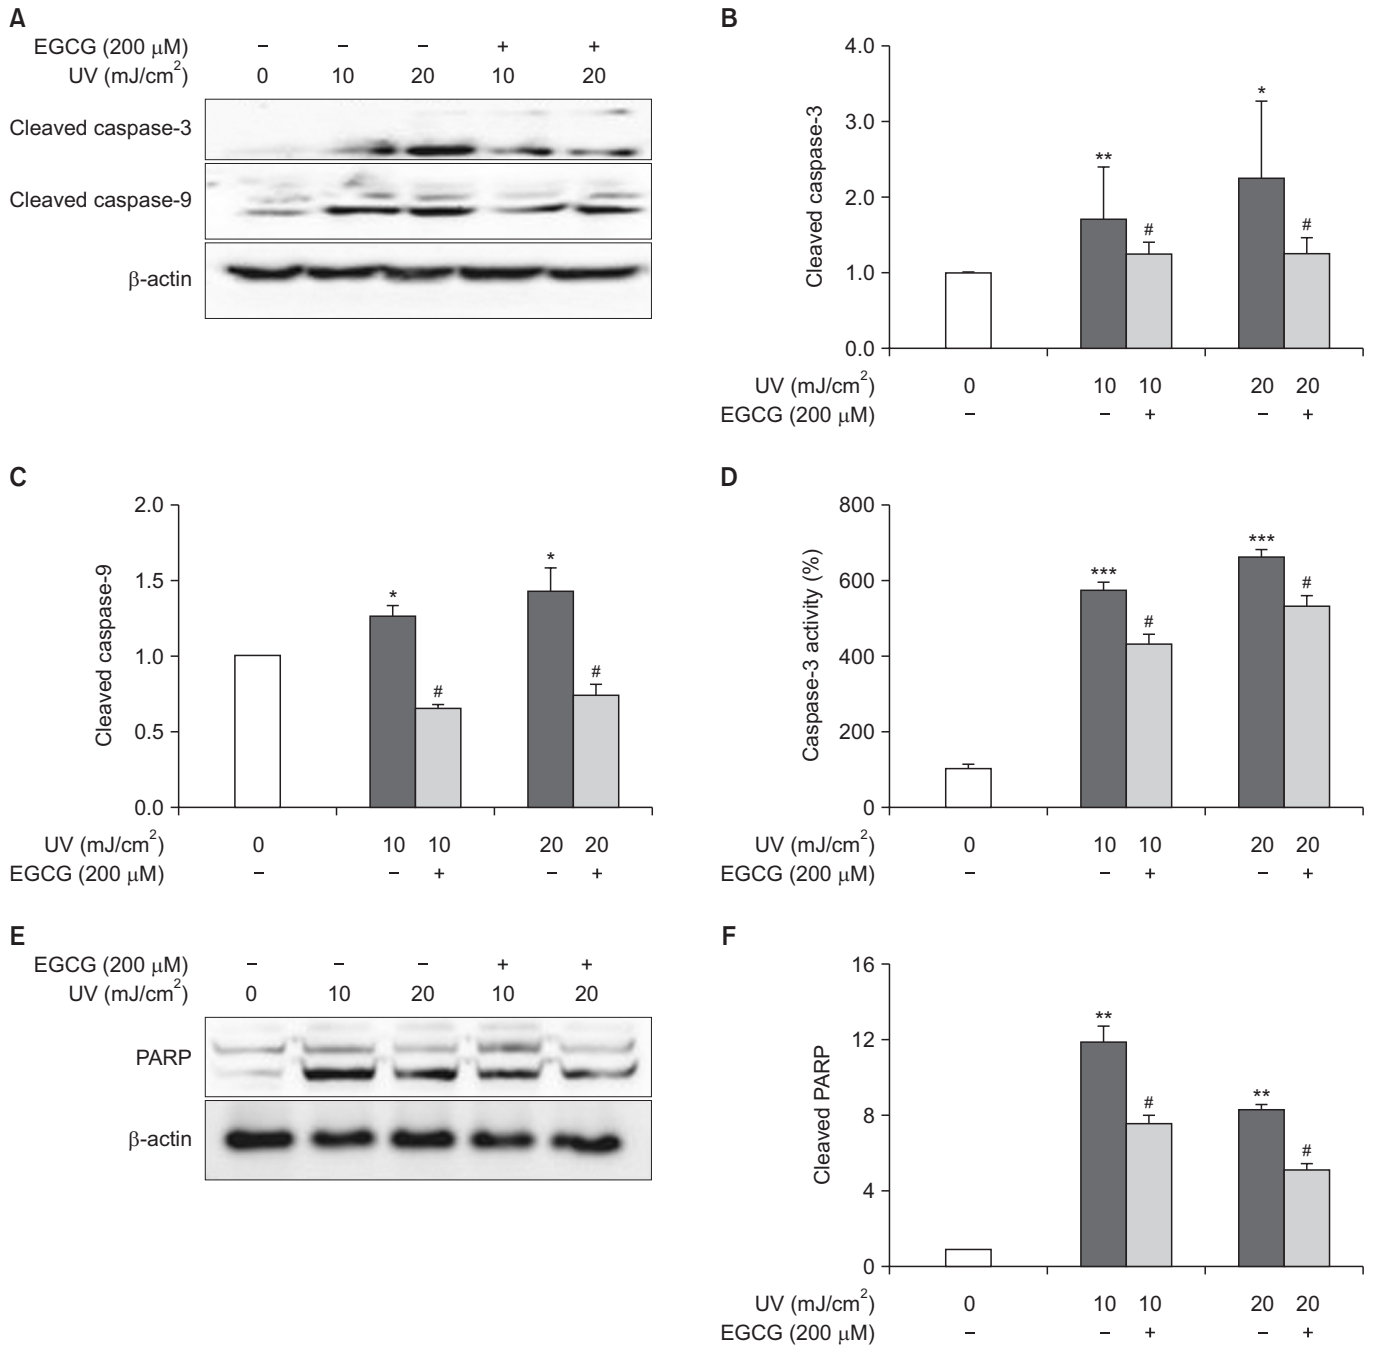 A
EGCG (200 μM) − − − + +
UV (mJ/cm²) 0 10 20 10 20
Cleaved caspase-3
Cleaved caspase-9
β-actin
B
4.0
3.0
2.0
1.0
0.0
Cleaved caspase-3
** # * #
UV (mJ/cm²) 0 10 10 20 20
EGCG (200 μM) − − + − +
C
2.0
1.5
1.0
0.5
0.0
Cleaved caspase-9
* # * #
UV (mJ/cm²) 0 10 10 20 20
EGCG (200 μM) − − + − +
D
800
600
400
200
0
Caspase-3 activity (%)
*** # *** #
UV (mJ/cm²) 0 10 10 20 20
EGCG (200 μM) − − + − +
E
EGCG (200 μM) − − − + +
UV (mJ/cm²) 0 10 20 10 20
PARP
β-actin
F
16
12
8
4
0
Cleaved PARP
** # ** #
UV (mJ/cm²) 0 10 10 20 20
EGCG (200 μM) − − + − +